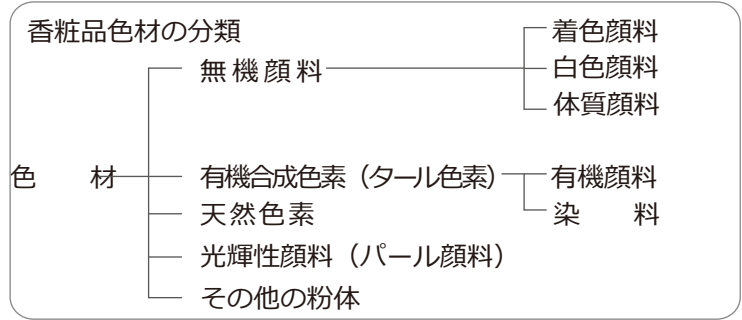 香粧品色材の分類
着色顔料
無機顔料 白色顔料
体質顔料
色 材 有機合成色素（タール色素） 有機顔料
天然色素 染 料
光輝性顔料（パール顔料）
その他の粉体